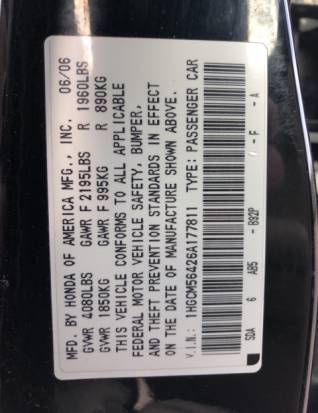 MFD. BY HONDA OF AMERICA MFG., INC. 06/06
GVWR 4080LBS GAWR F 2195LBS R 1960LBS
GVWR 1850KG GAWR F 995KG R 890KG
THIS VEHICLE CONFORMS TO ALL APPLICABLE
FEDERAL MOTOR VEHICLE SAFETY, BUMPER,
AND THEFT PREVENTION STANDARDS IN EFFECT
ON THE DATE OF MANUFACTURE SHOWN ABOVE.
V.I.N.: 1HGCM56426A177811 TYPE: PASSENGER CAR
SDA 6 AB5 - B92P / - F - A